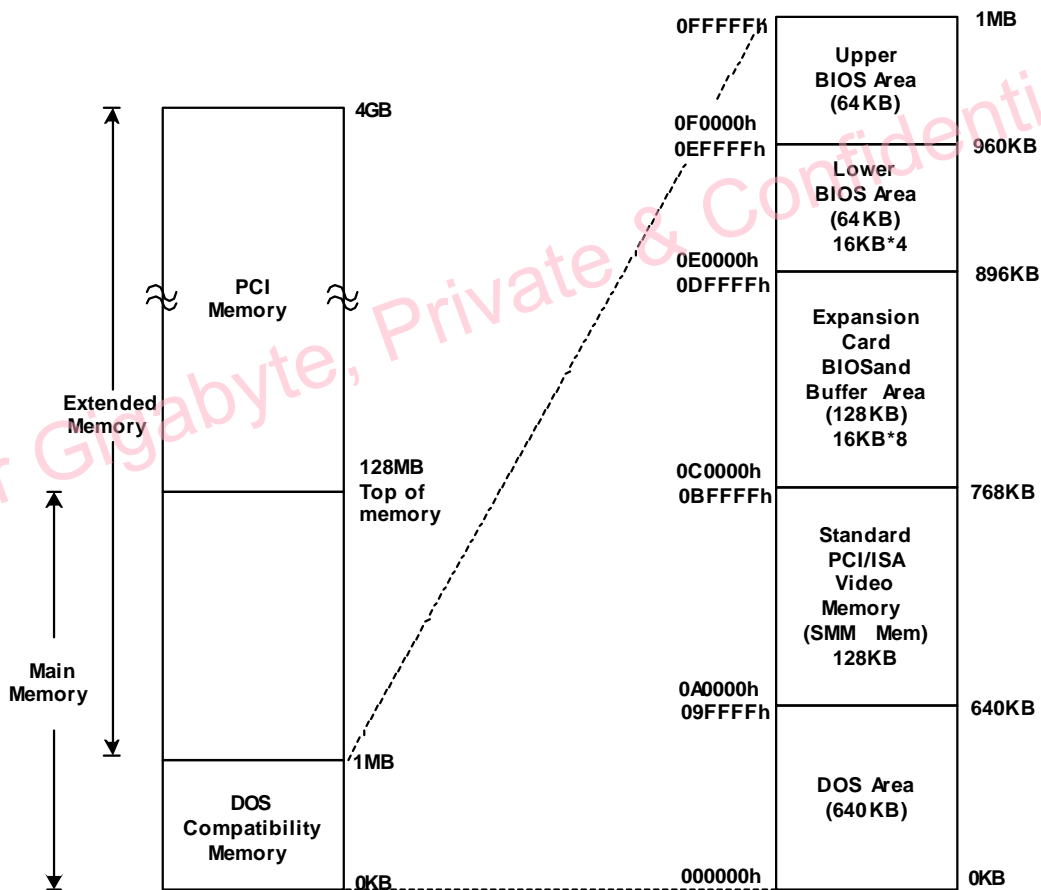 4GB
PCI
Memory
Extended
Memory
128MB
Top of
memory
Main
Memory
1MB
DOS
Compatibility
Memory
0KB
0FFFFFh
1MB
Upper
BIOS Area
(64KB)
0F0000h
0EFFFFh
960KB
Lower
BIOS Area
(64KB)
16KB*4
0E0000h
0DFFFFh
896KB
Expansion
Card
BIOSand
Buffer Area
(128KB)
16KB*8
0C0000h
0BFFFFh
768KB
Standard
PCI/ISA
Video
Memory
(SMM Mem)
128KB
0A0000h
09FFFFh
640KB
DOS Area
(640KB)
000000h
0KB
Gigabyte, Private &